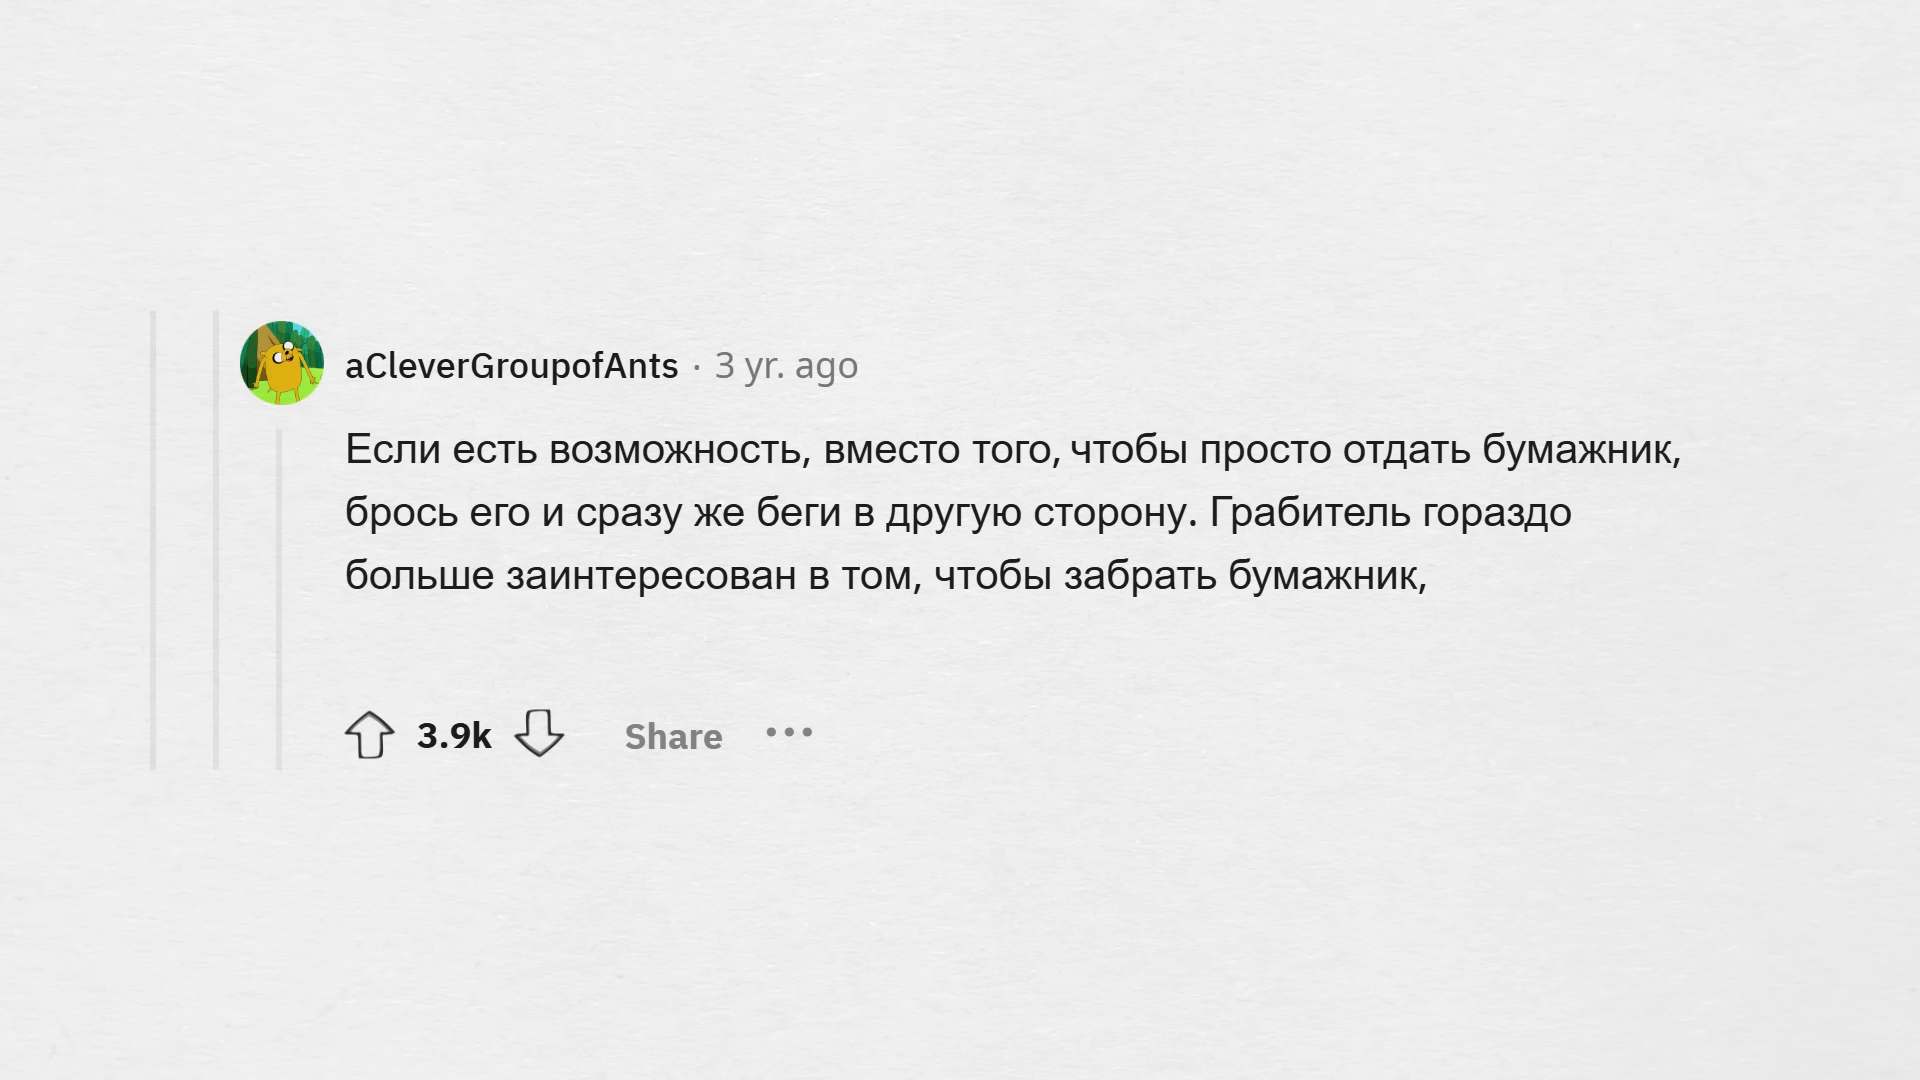 aCleverGroupofAnts · 3 yr. ago
Если есть возможность, вместо того, чтобы просто отдать бумажник,
брось его и сразу же беги в другую сторону. Грабитель гораздо
больше заинтересован в том, чтобы забрать бумажник,
3.9k Share •••